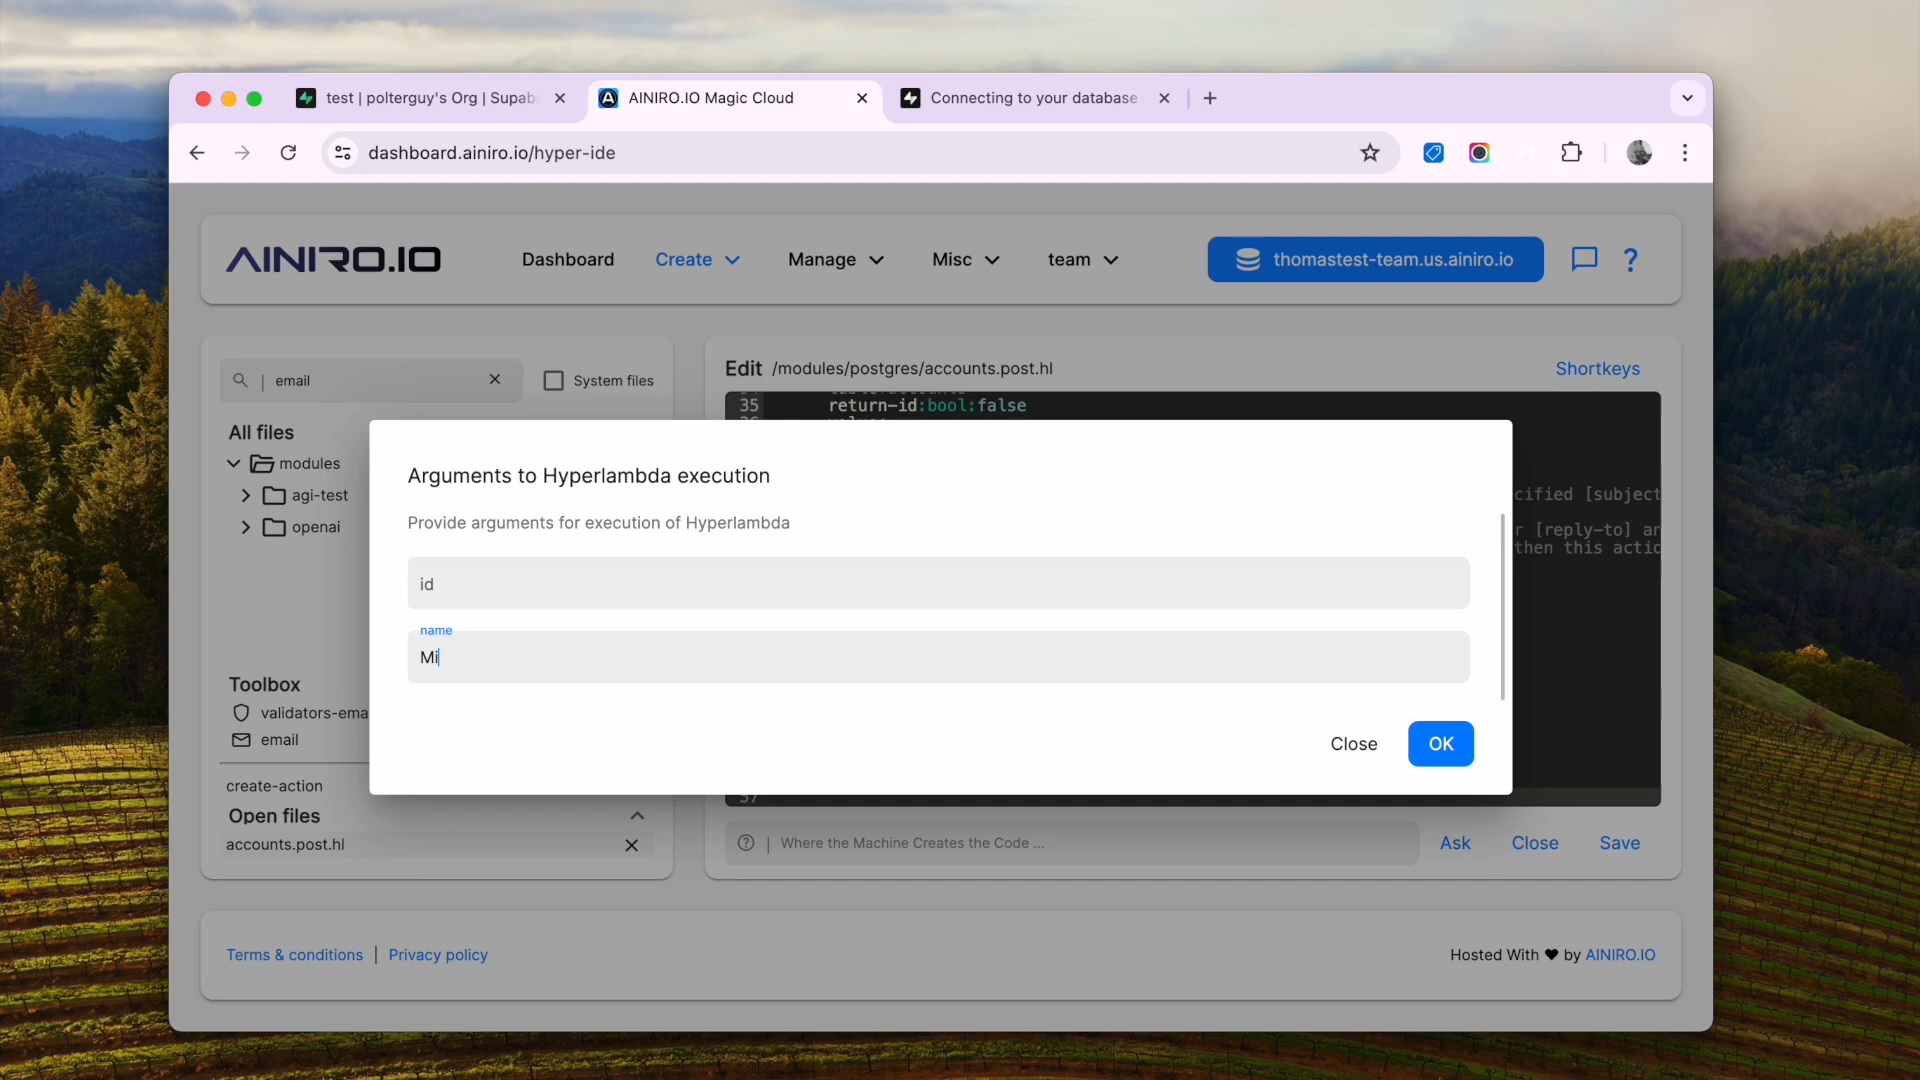 test | polterguy's Org | Supab
AINIRO.IO Magic Cloud
Connecting to your database
dashboard.ainiro.io/hyper-ide
AINIRO.IO
Dashboard
Create
Manage
Misc
team
thomastest-team.us.ainiro.io
?
email
System files
All files
modules
agi-test
openai
Toolbox
validators-ema
email
create-action
Open files
accounts.post.hl
Edit /modules/postgres/accounts.post.hl
Shortkeys
35 return-id:bool:false
cified [subject
r [reply-to] ar
then this actio
57
Arguments to Hyperlambda execution
Provide arguments for execution of Hyperlambda
id
name
Mi
Close
OK
Where the Machine Creates the Code ...
Ask
Close
Save
Terms & conditions | Privacy policy
Hosted With ♥ by AINIRO.IO